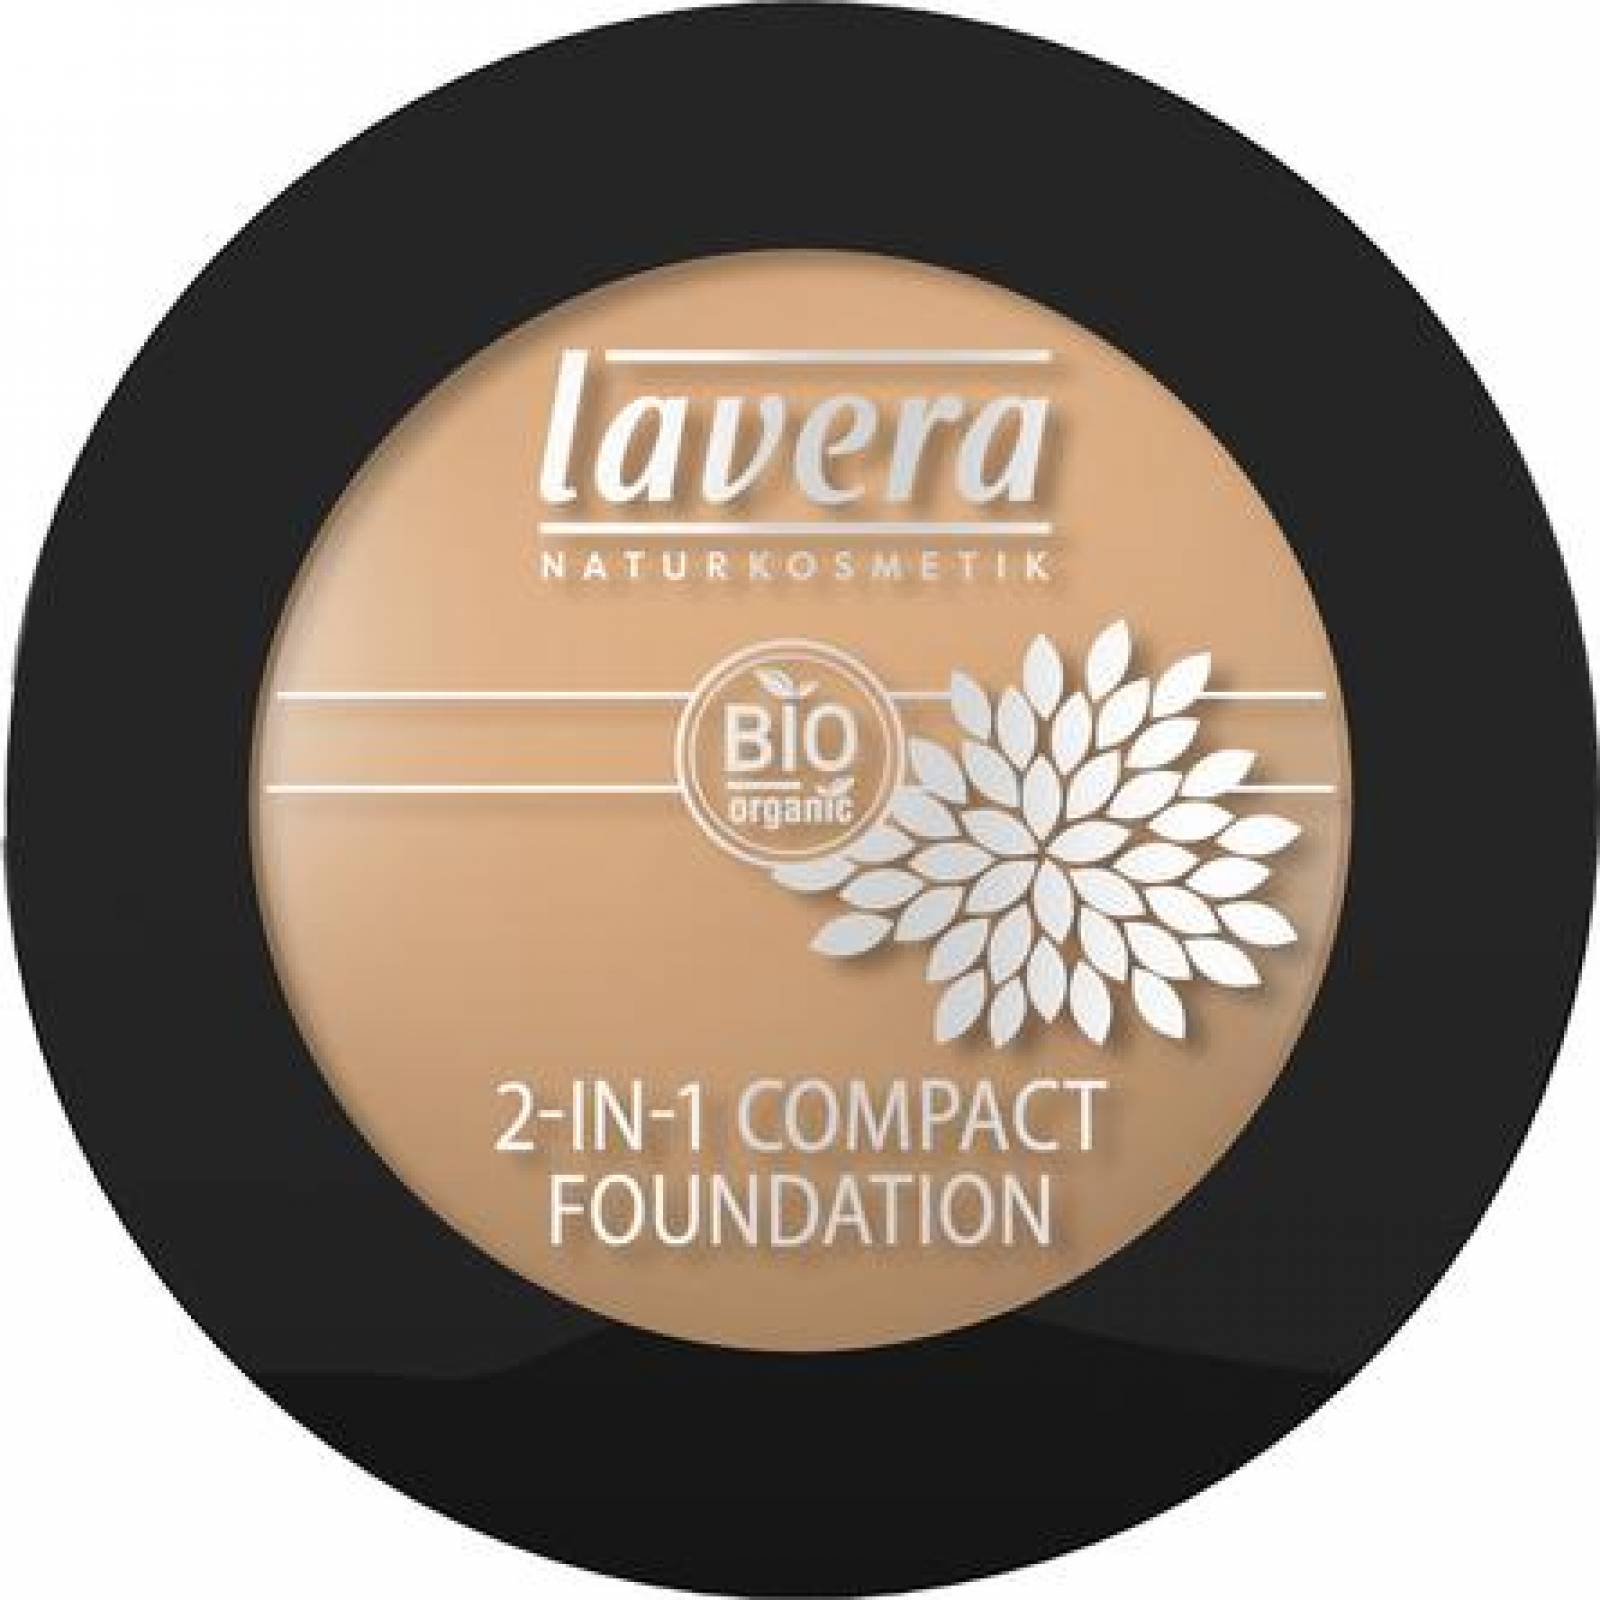 lavera
NATURKOSMETIK
BIO
organic
2-IN-1 COMPACT
FOUNDATION